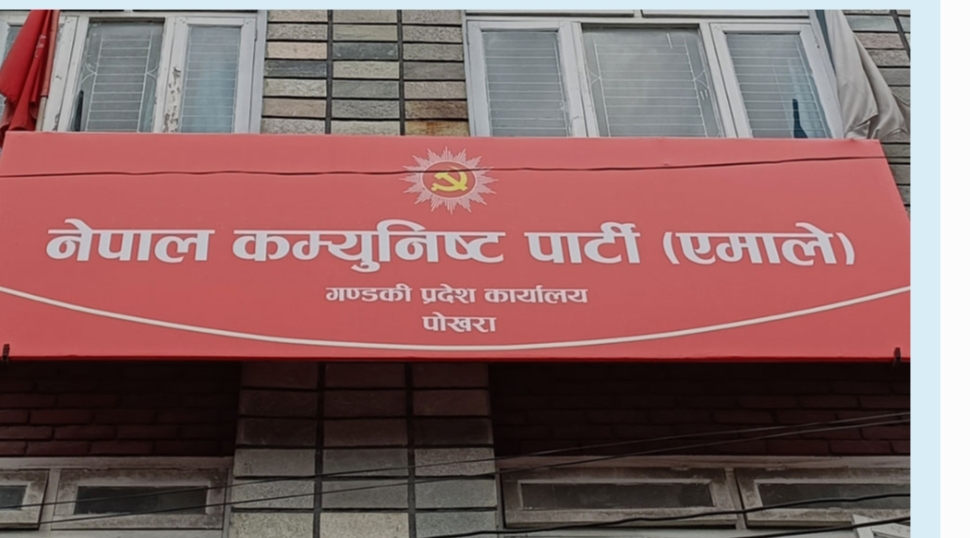 नेपाल कम्युनिष्ट पार्टी (एमाले)
गण्डकी प्रदेश कार्यालय
पोखरा